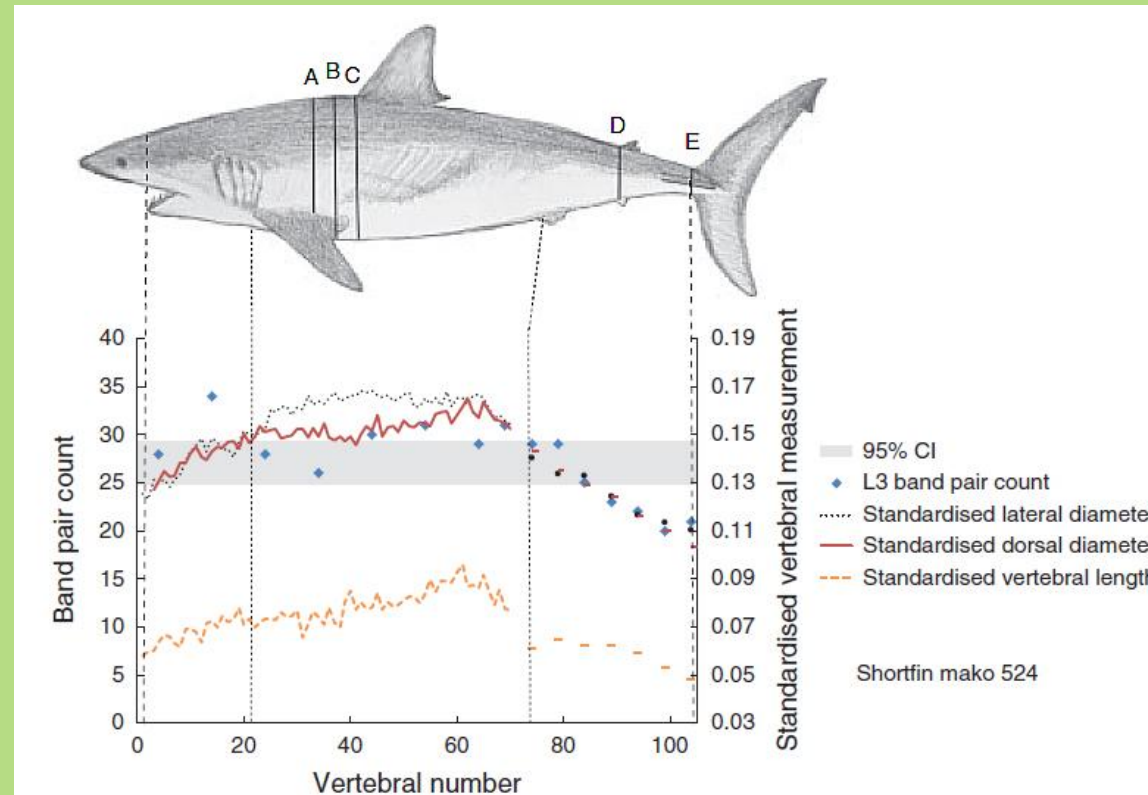 A B C
D
E
40
35
30
25
20
15
10
5
0
Band pair count
0 20 40 60 80 100
Vertebral number
0.19
0.17
0.15
0.13
0.11
0.09
0.07
0.05
0.03
Standardised vertebral measurement
95% CI
L3 band pair count
Standardised lateral diamete
Standardised dorsal diamete
Standardised vertebral length
Shortfin mako 524